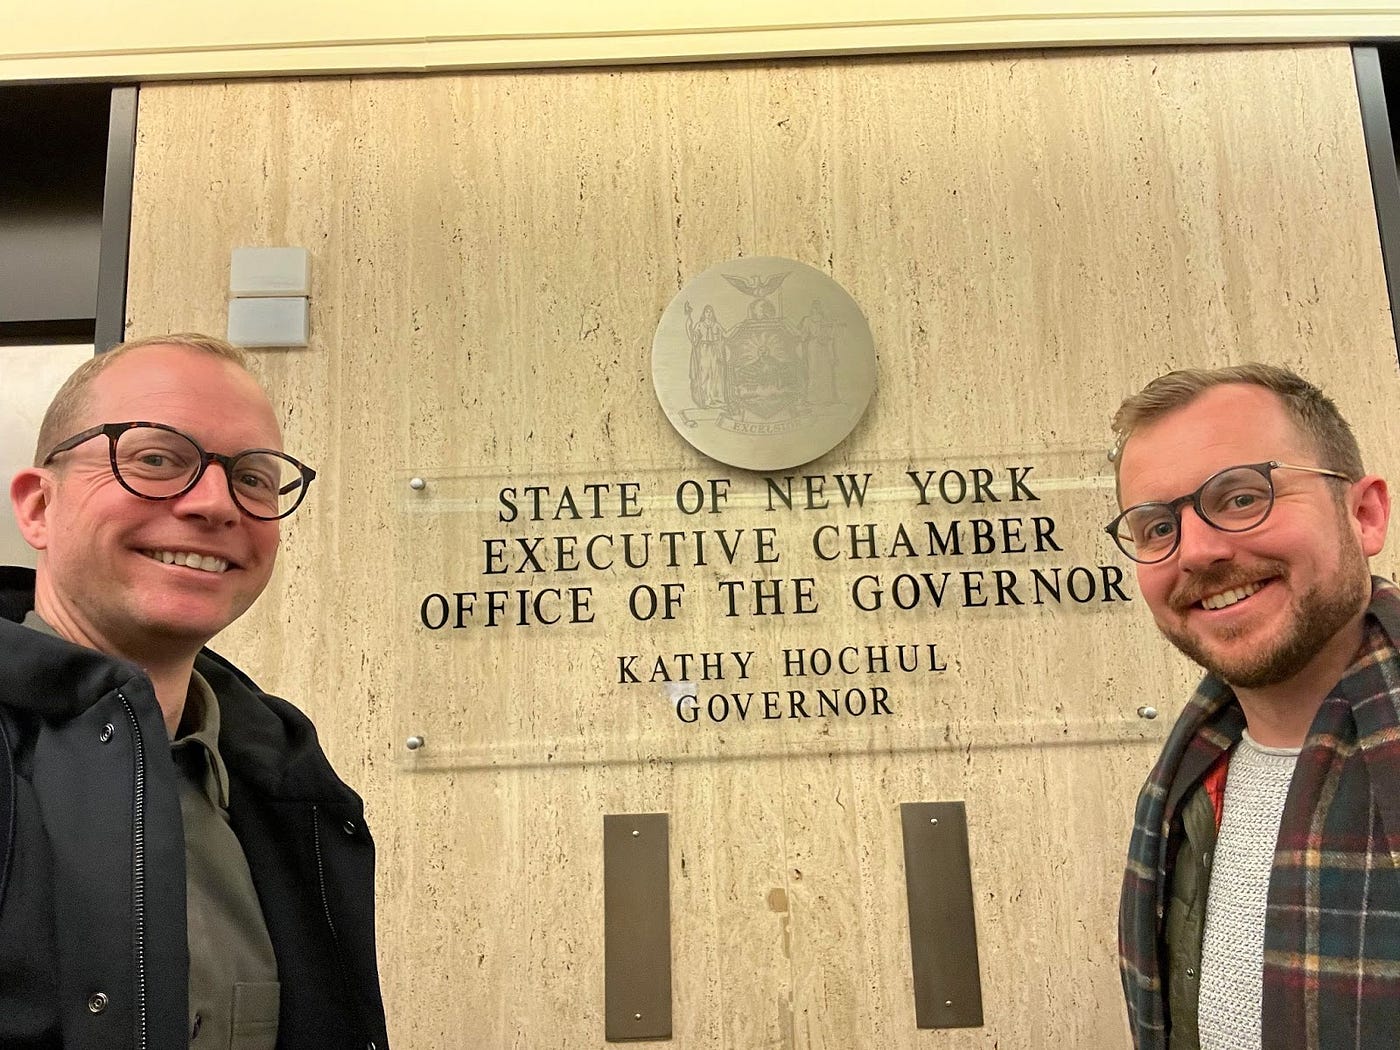 EXCELSIOR
STATE OF NEW YORK
EXECUTIVE CHAMBER
OFFICE OF THE GOVERNOR
KATHY HOCHUL
GOVERNOR